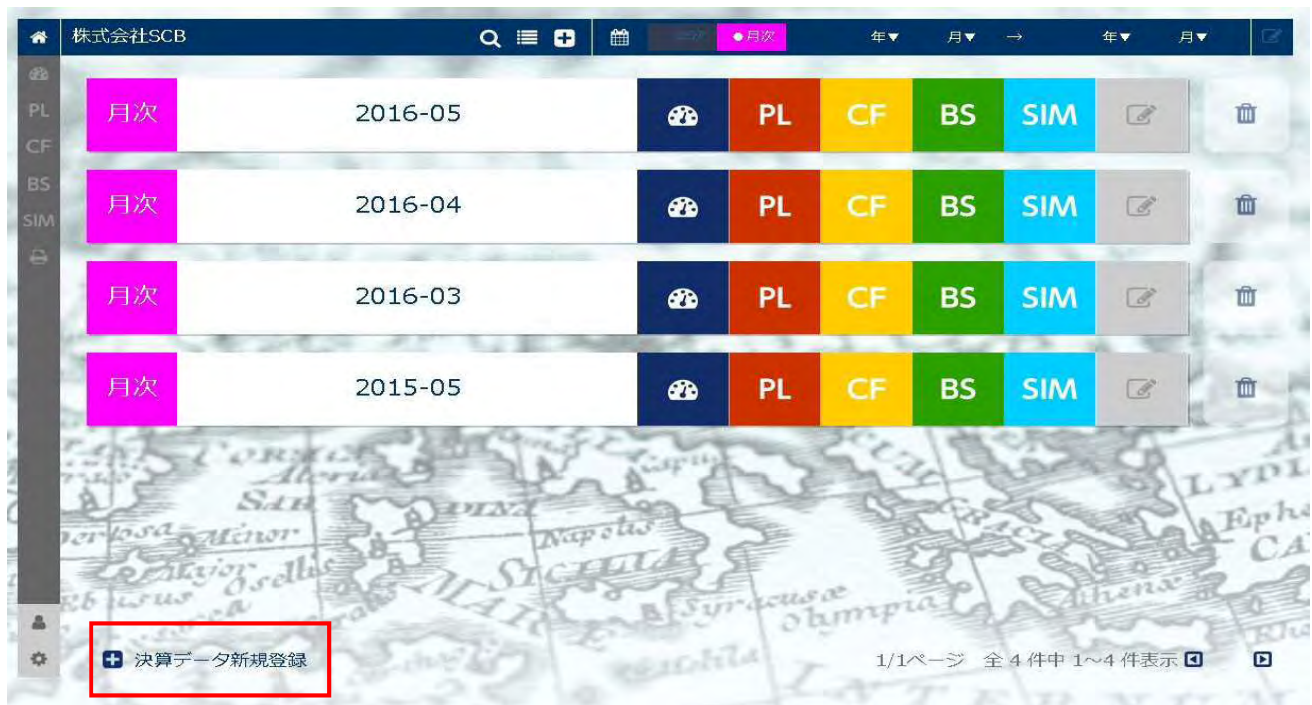 株式会社SCB ●月次 年▼ 月▼ → 年▼ 月▼
PL
CF
BS
SIM
月次 2016-05 PL CF BS SIM
月次 2016-04 PL CF BS SIM
月次 2016-03 PL CF BS SIM
月次 2015-05 PL CF BS SIM
LYDI
SICILIA
Minor
決算データ新規登録 1/1ページ 全 4 件中 1~4 件表示